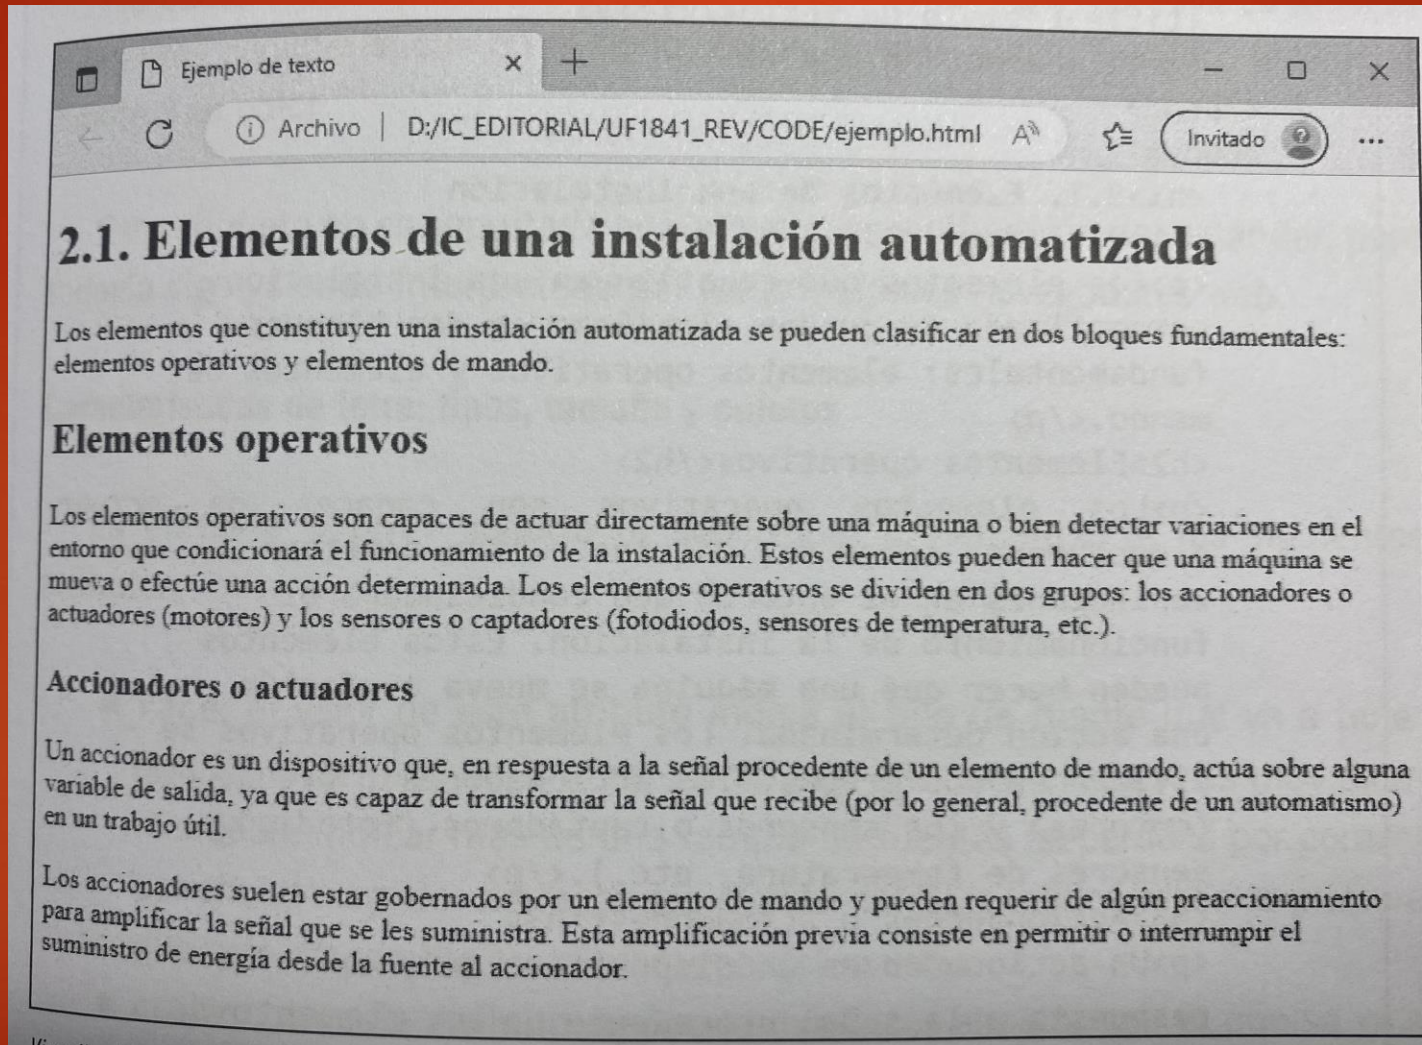 Ejemplo de texto
Archivo | D:/IC_EDITORIAL/UF1841_REV/CODE/ejemplo.html A Invitado
2.1. Elementos de una instalación automatizada
Los elementos que constituyen una instalación automatizada se pueden clasificar en dos bloques fundamentales:
elementos operativos y elementos de mando.
Elementos operativos
Los elementos operativos son capaces de actuar directamente sobre una máquina o bien detectar variaciones en el
entorno que condicionará el funcionamiento de la instalación. Estos elementos pueden hacer que una máquina se
mueva o efectúe una acción determinada. Los elementos operativos se dividen en dos grupos: los accionadores o
actuadores (motores) y los sensores o captadores (fotodiodos, sensores de temperatura, etc.).
Accionadores o actuadores
Un accionador es un dispositivo que, en respuesta a la señal procedente de un elemento de mando, actúa sobre alguna
variable de salida, ya que es capaz de transformar la señal que recibe (por lo general, procedente de un automatismo)
en un trabajo útil.
Los accionadores suelen estar gobernados por un elemento de mando y pueden requerir de algún preaccionamiento
para amplificar la señal que se les suministra. Esta amplificación previa consiste en permitir o interrumpir el
suministro de energía desde la fuente al accionador.